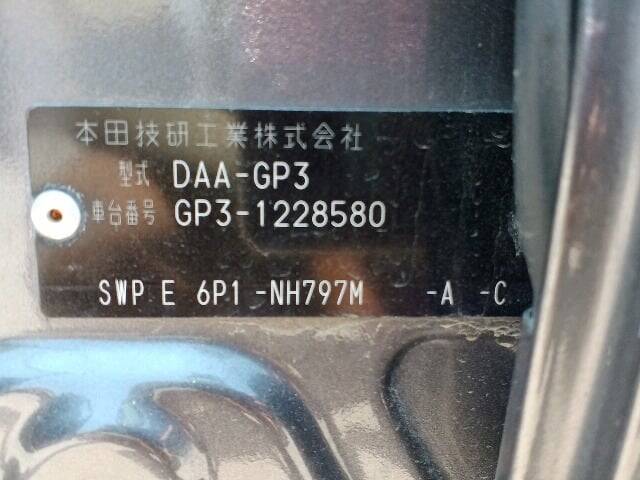 本田技研工業株式会社
型式 DAA-GP3
車台番号 GP3-1228580
SWP E 6P1 -NH797M -A -C